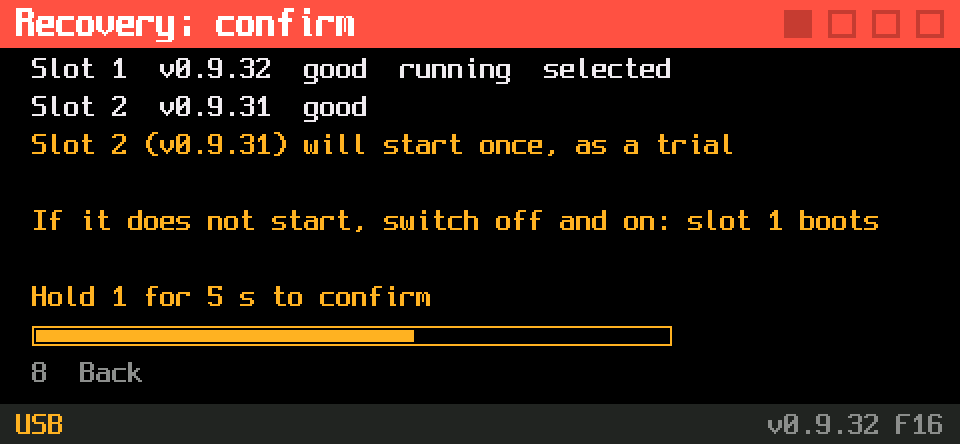 Recovery: confirm
Slot 1  v0.9.32  good  running  selected
Slot 2  v0.9.31  good
Slot 2 (v0.9.31) will start once, as a trial
If it does not start, switch off and on: slot 1 boots
Hold 1 for 5 s to confirm
8  Back
USB
v0.9.32 F16